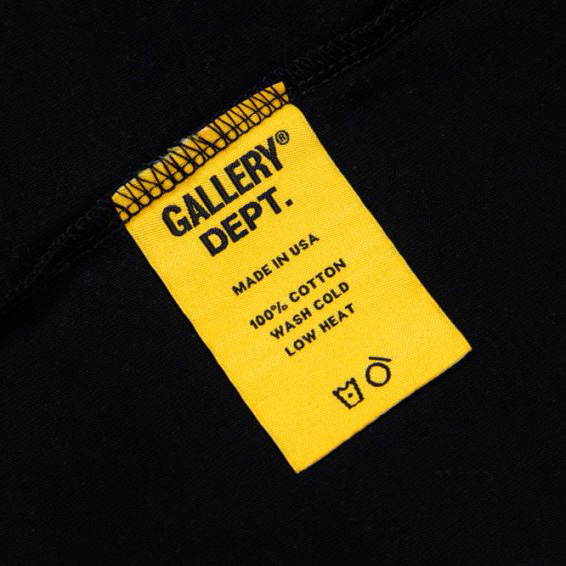 GALLERY®
DEPT.
MADE IN USA
100% COTTON
WASH COLD
LOW HEAT